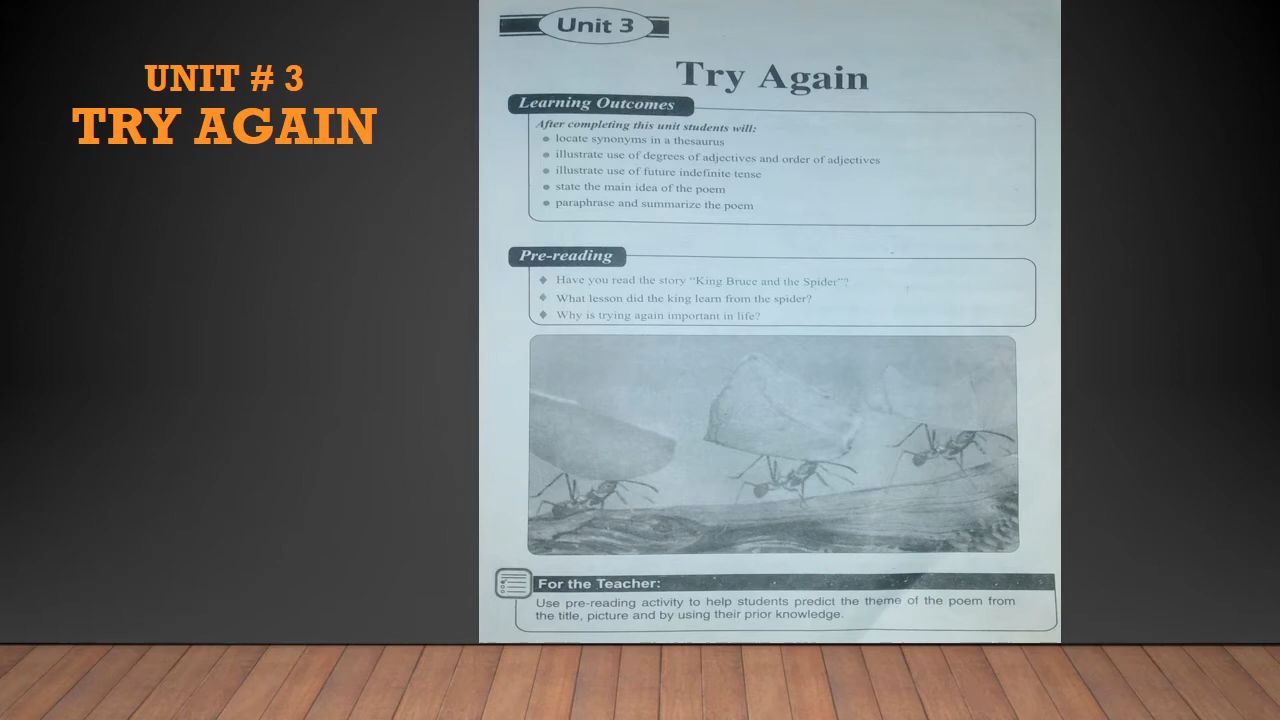 UNIT # 3
TRY AGAIN
Unit 3
Try Again
Learning Outcomes
After completing this unit students will:
locate synonyms in a thesaurus
illustrate use of degrees of adjectives and order of adjectives
illustrate use of future indefinite tense
state the main idea of the poem
paraphrase and summarize the poem
Pre-reading
Have you read the story "King Bruce and the Spider"?
What lesson did the king learn from the spider?
Why is trying again important in life?
For the Teacher:
Use pre-reading activity to help students predict the theme of the poem from
the title, picture and by using their prior knowledge.